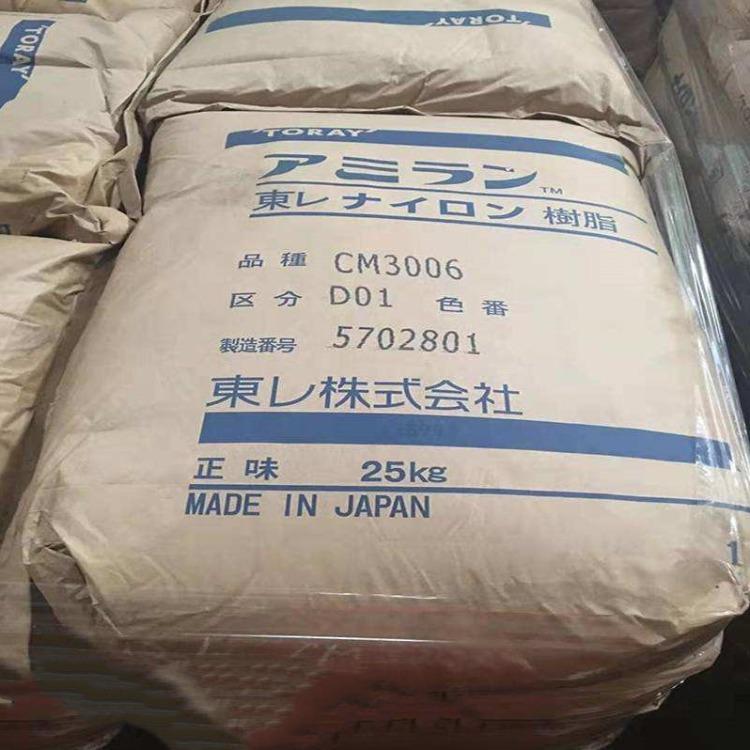 TORAY
TORAY
TORAY
アミラン™
東レ ナイロン 樹脂
品種 CM3006
区分 D01 色番
製造番号 5702801
東レ株式会社
正味 25kg
MADE IN JAPAN
1